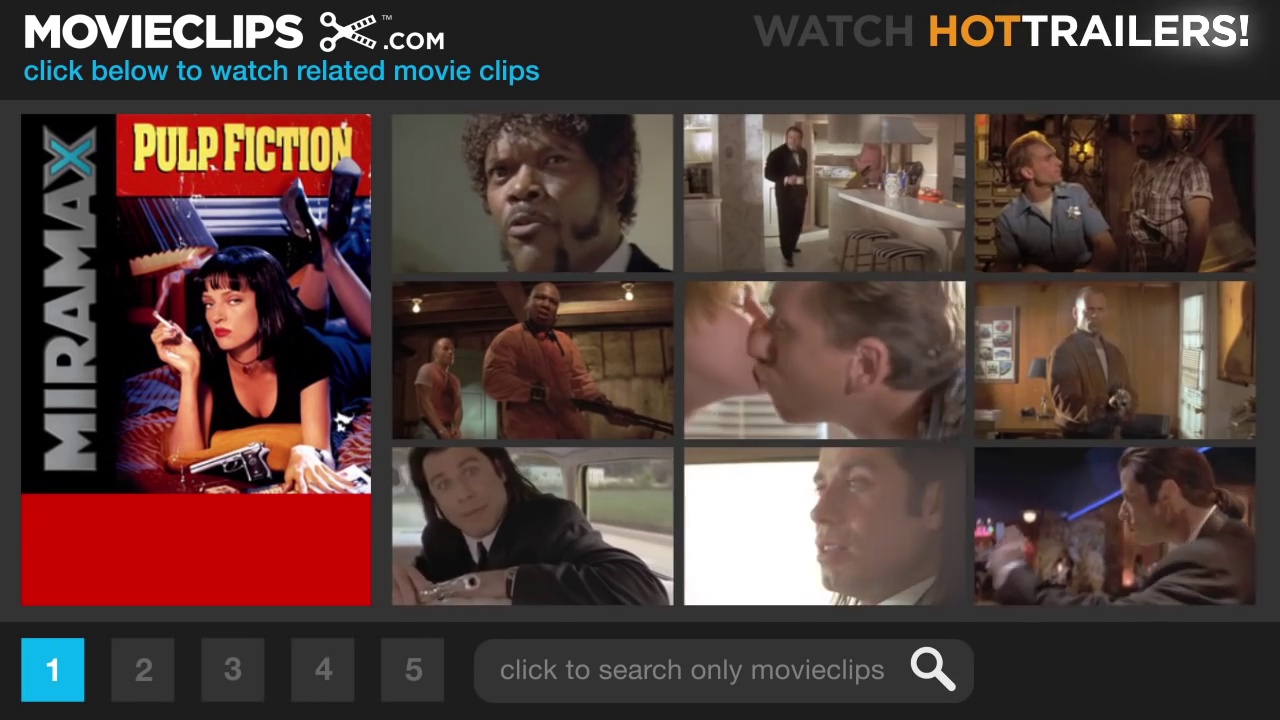 MOVIECLIPS ™ .COM
click below to watch related movie clips
WATCH HOTTRAILERS!
MIRAMAX
PULP FICTION
1 2 3 4 5
click to search only movieclips